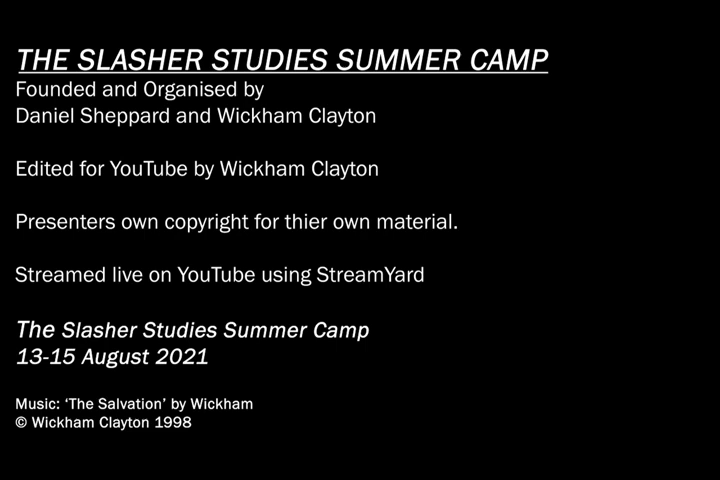 THE SLASHER STUDIES SUMMER CAMP
Founded and Organised by
Daniel Sheppard and Wickham Clayton
Edited for YouTube by Wickham Clayton
Presenters own copyright for thier own material.
Streamed live on YouTube using StreamYard
The Slasher Studies Summer Camp
13-15 August 2021
Music: ‘The Salvation’ by Wickham
© Wickham Clayton 1998